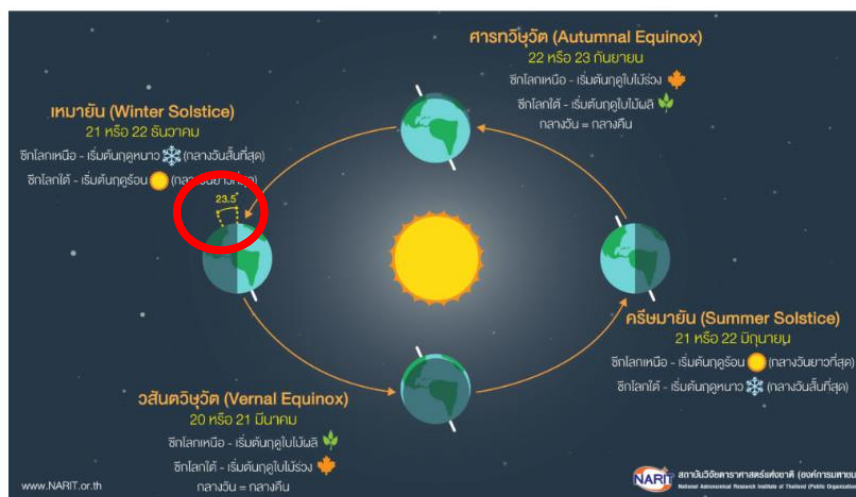 ศารทวิษุวัต (Autumnal Equinox)
22 หรือ 23 กันยายน
ซีกโลกเหนือ - เริ่มต้นฤดูใบไม้ร่วง
ซีกโลกใต้ - เริ่มต้นฤดูใบไม้ผลิ
กลางวัน = กลางคืน
เหมายัน (Winter Solstice)
21 หรือ 22 ธันวาคม
ซีกโลกเหนือ - เริ่มต้นฤดูหนาว (กลางวันสั้นที่สุด)
ซีกโลกใต้ - เริ่มต้นฤดูร้อน (กลางวันยาวที่สุด)
23.5°
ครีษมายัน (Summer Solstice)
21 หรือ 22 มิถุนายน
ซีกโลกเหนือ - เริ่มต้นฤดูร้อน (กลางวันยาวที่สุด)
ซีกโลกใต้ - เริ่มต้นฤดูหนาว (กลางวันสั้นที่สุด)
วสันตวิษุวัต (Vernal Equinox)
20 หรือ 21 มีนาคม
ซีกโลกเหนือ - เริ่มต้นฤดูใบไม้ผลิ
ซีกโลกใต้ - เริ่มต้นฤดูใบไม้ร่วง
กลางวัน = กลางคืน
www.NARIT.or.th
NARIT
สถาบันวิจัยดาราศาสตร์แห่งชาติ (องค์การมหาชน
National Astronomical Research Institute of Thailand (Public Organization